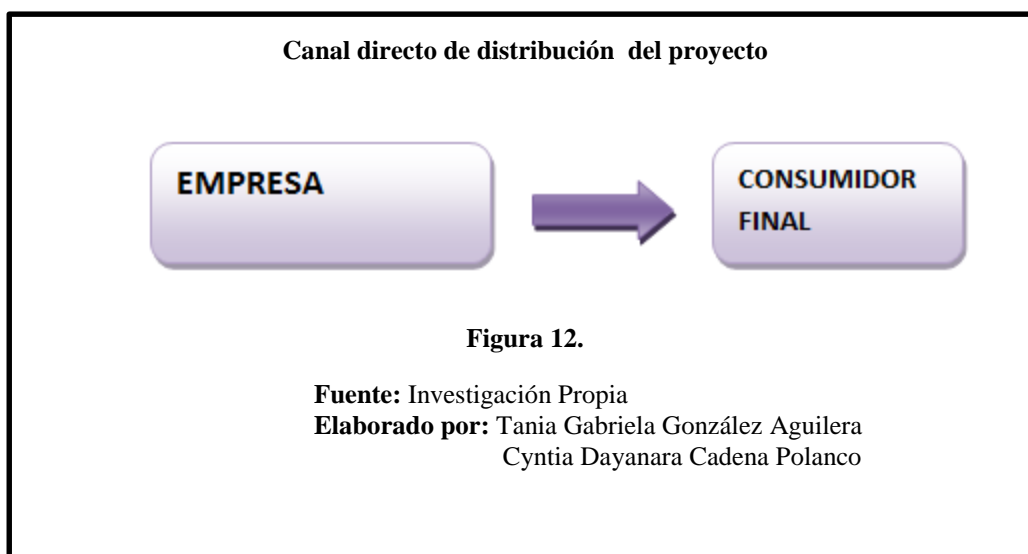 Canal directo de distribución del proyecto
EMPRESA
CONSUMIDOR
FINAL
Figura 12.
Fuente: Investigación Propia
Elaborado por: Tania Gabriela González Aguilera
Cyntia Dayanara Cadena Polanco